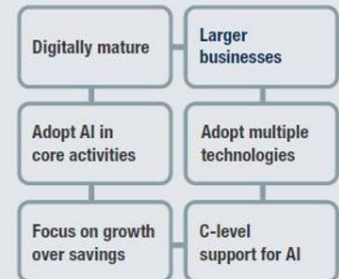 Digitally mature
Larger
businesses
Adopt AI in
core activities
Adopt multiple
technologies
Focus on growth
over savings
C-level
support for AI